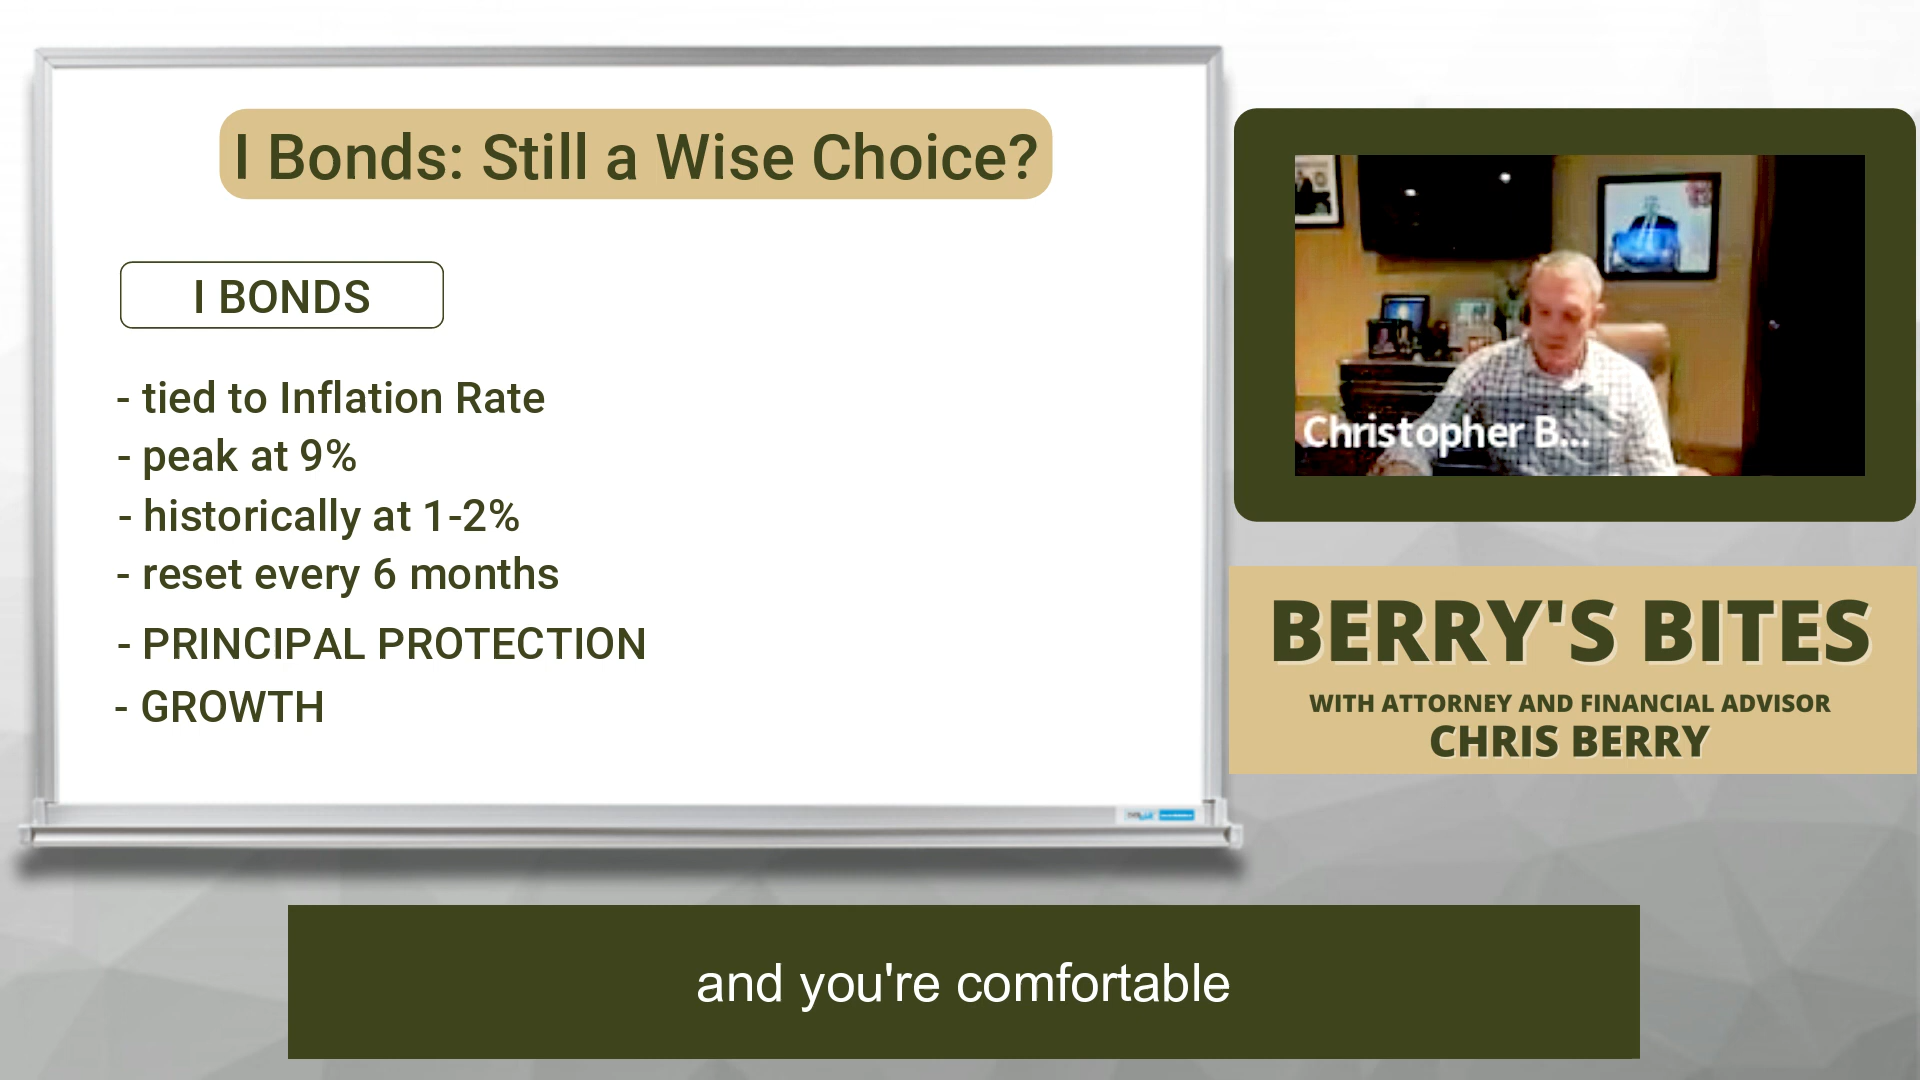 I Bonds: Still a Wise Choice?
I BONDS
- tied to Inflation Rate
- peak at 9%
- historically at 1-2%
- reset every 6 months
- PRINCIPAL PROTECTION
- GROWTH
Christopher B...
BERRY'S BITES
WITH ATTORNEY AND FINANCIAL ADVISOR
CHRIS BERRY
and you're comfortable